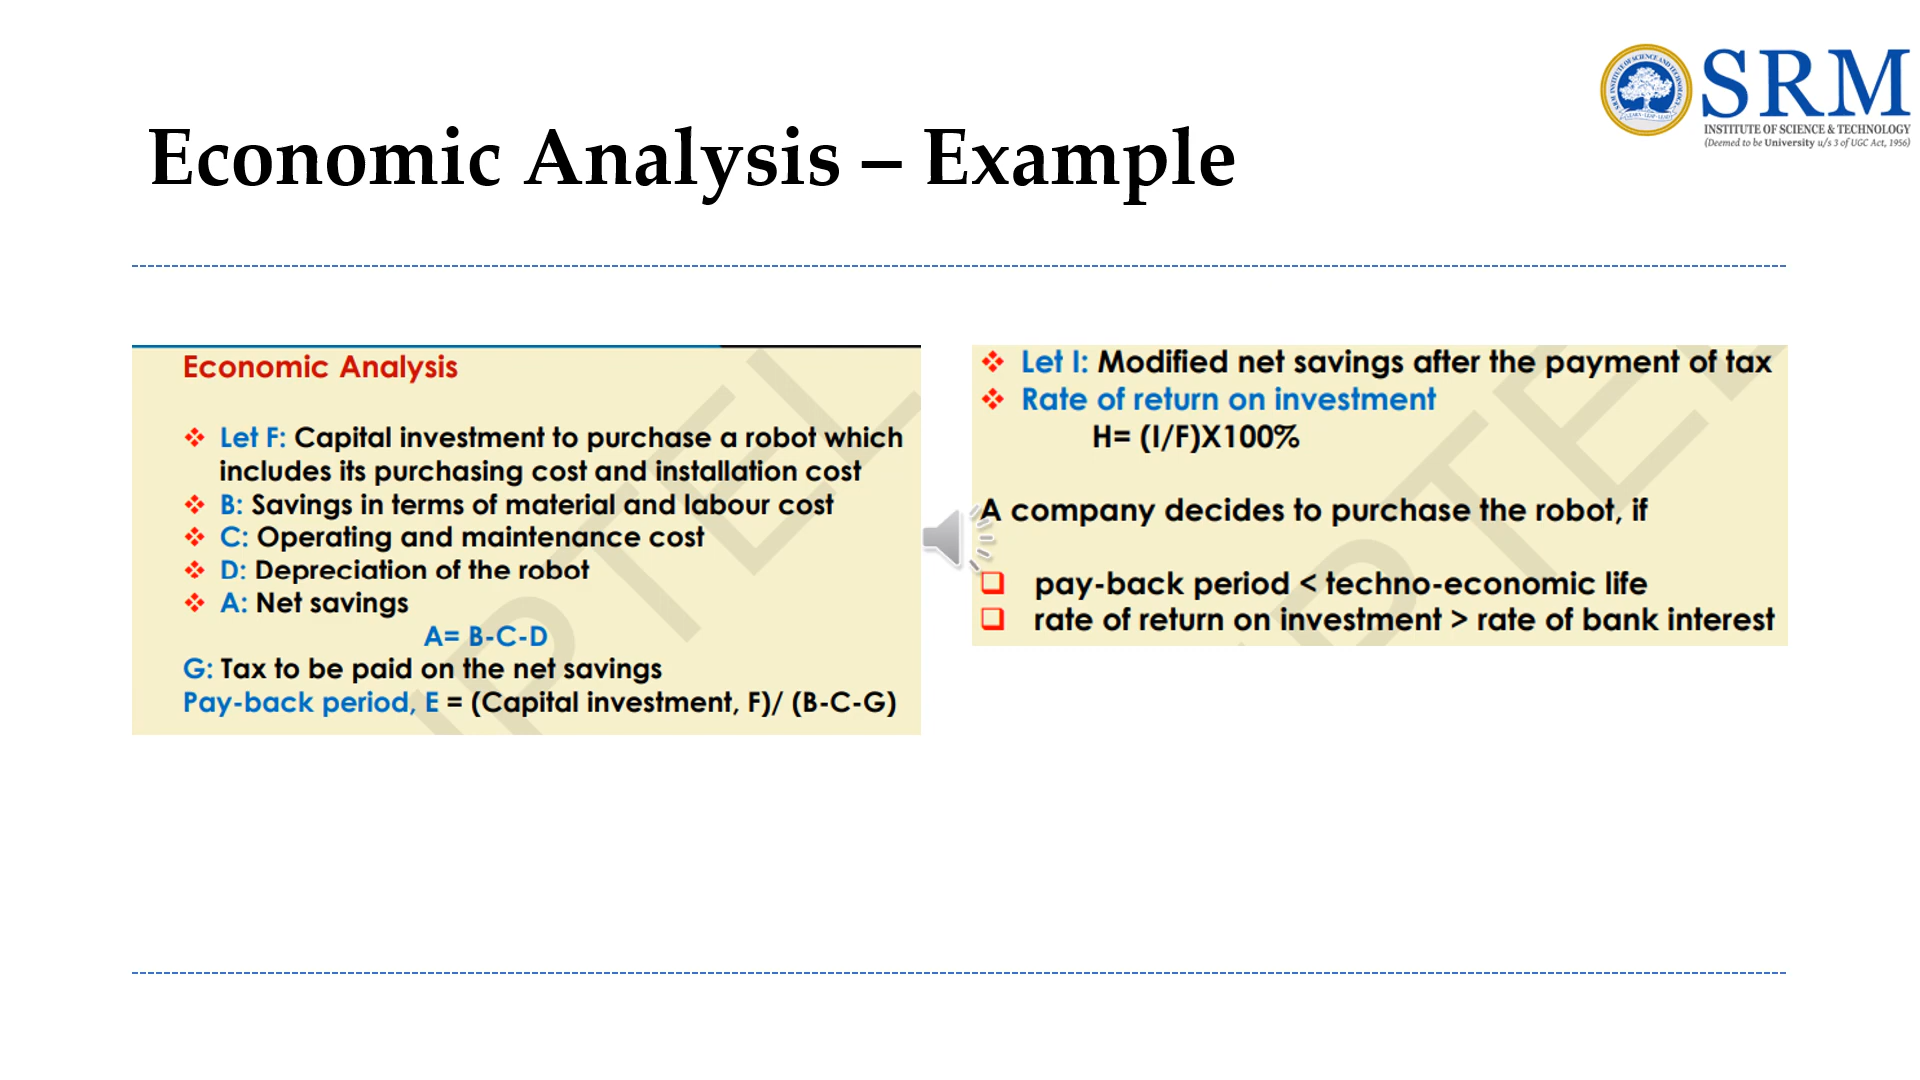 SRM
INSTITUTE OF SCIENCE & TECHNOLOGY
(Deemed to be University u/s 3 of UGC Act, 1956)
Economic Analysis – Example
Economic Analysis
❖ Let F: Capital investment to purchase a robot which
includes its purchasing cost and installation cost
❖ B: Savings in terms of material and labour cost
❖ C: Operating and maintenance cost
❖ D: Depreciation of the robot
❖ A: Net savings
A= B-C-D
G: Tax to be paid on the net savings
Pay-back period, E = (Capital investment, F)/ (B-C-G)
❖ Let I: Modified net savings after the payment of tax
❖ Rate of return on investment
H= (I/F)X100%
A company decides to purchase the robot, if
❑ pay-back period < techno-economic life
❑ rate of return on investment > rate of bank interest